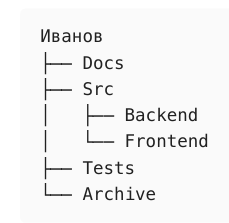 Иванов
├── Docs
├── Src
│   ├── Backend
│   └── Frontend
├── Tests
└── Archive